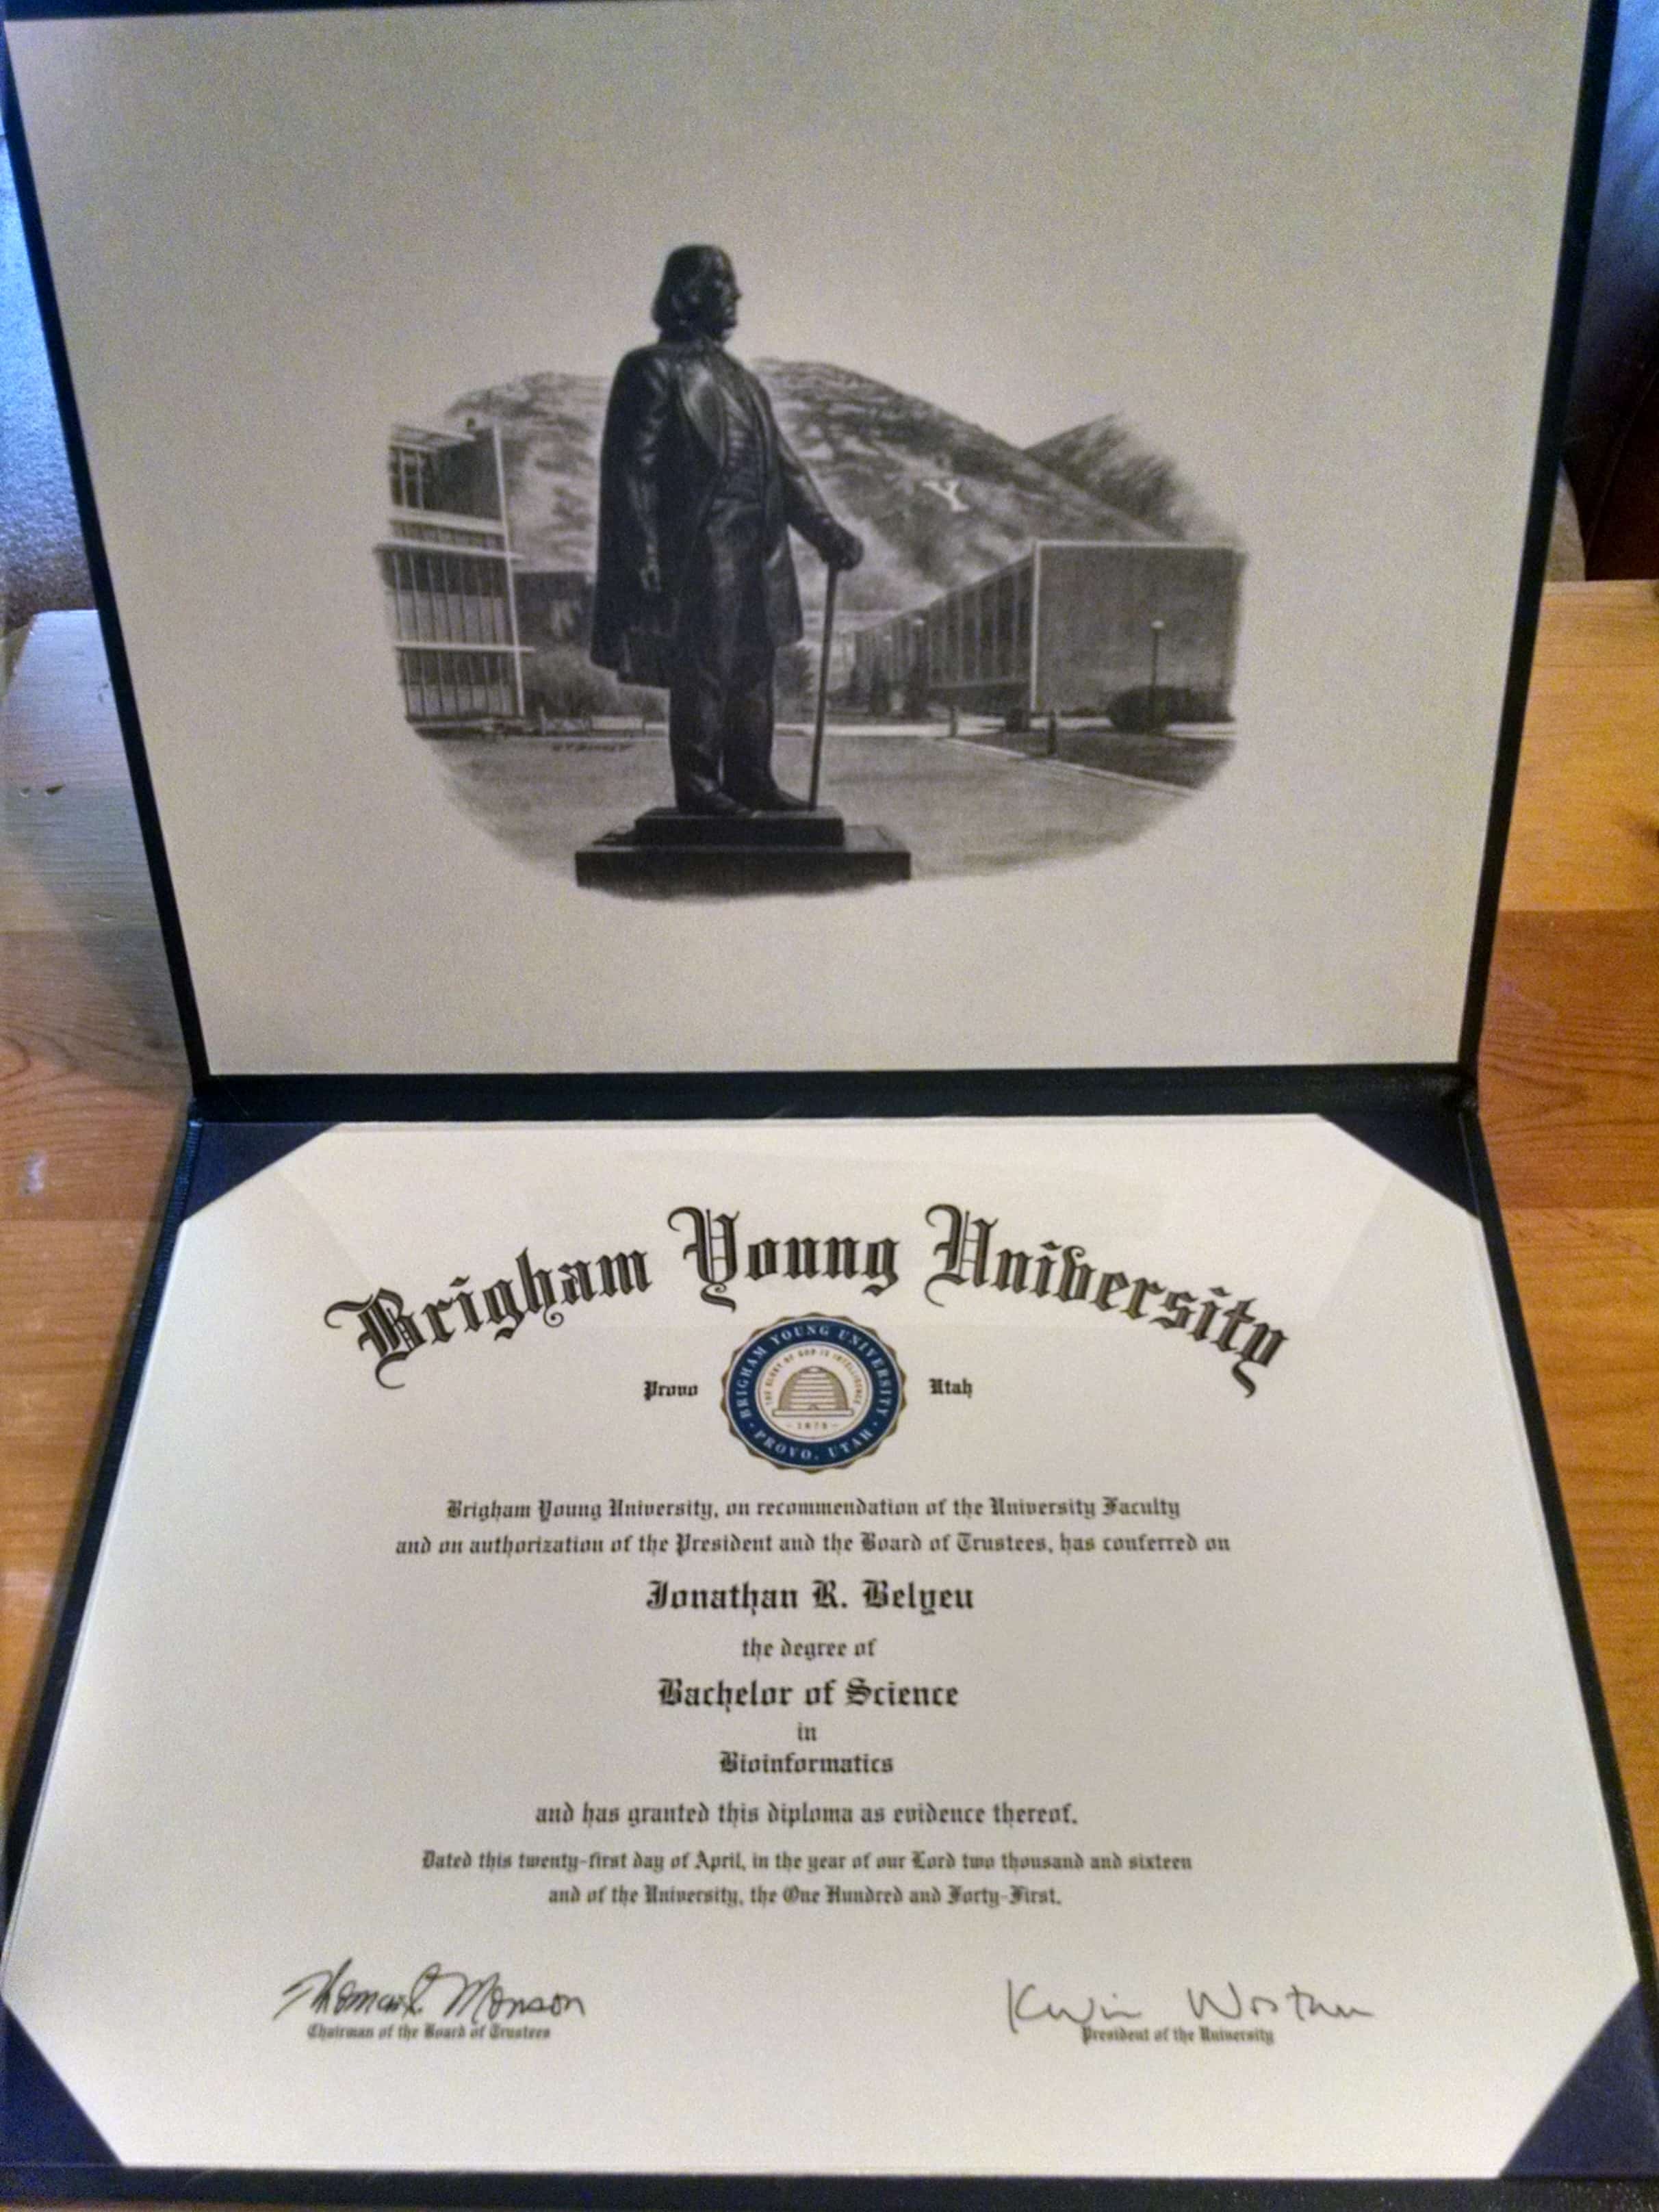 Y
Brigham Young University
Provo
Utah
BRIGHAM YOUNG UNIVERSITY
THE GLORY OF GOD IS INTELLIGENCE
1875
PROVO, UTAH
Brigham Young University, on recommendation of the University Faculty
and on authorization of the President and the Board of Trustees, has conferred on
Jonathan R. Belyeu
the degree of
Bachelor of Science
in
Bioinformatics
and has granted this diploma as evidence thereof.
Dated this twenty-first day of April, in the year of our Lord two thousand and sixteen
and of the University, the One Hundred and Forty-First.
Thomas S. Monson
Chairman of the Board of Trustees
Kevin Worthen
President of the University